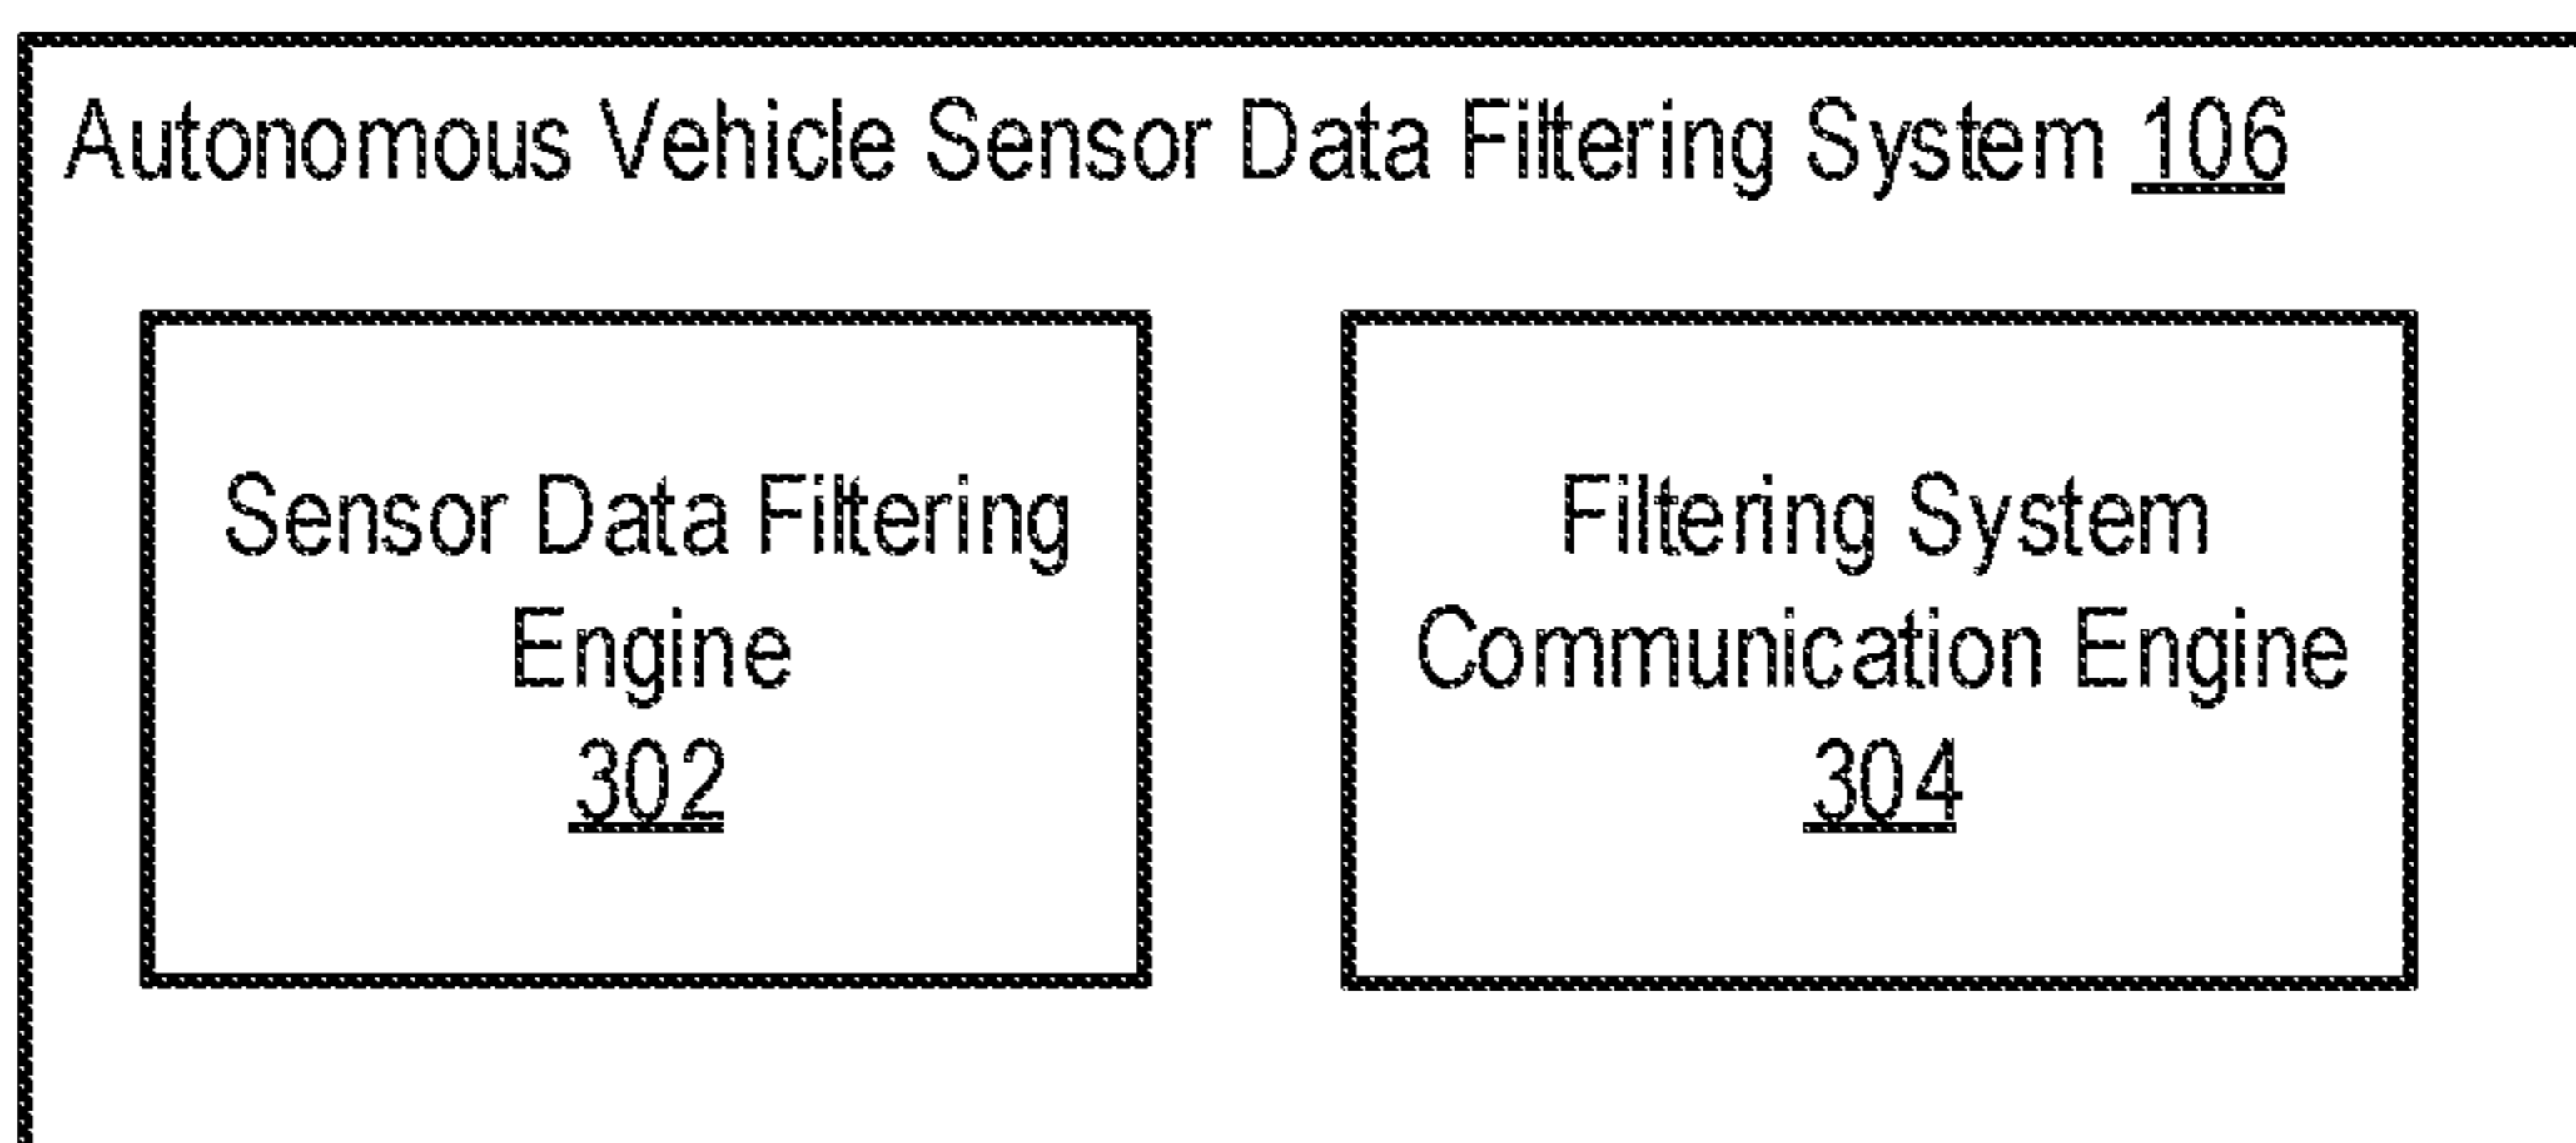 Autonomous Vehicle Sensor Data Filtering System 106
Sensor Data Filtering
Engine
302
Filtering System
Communication Engine
304